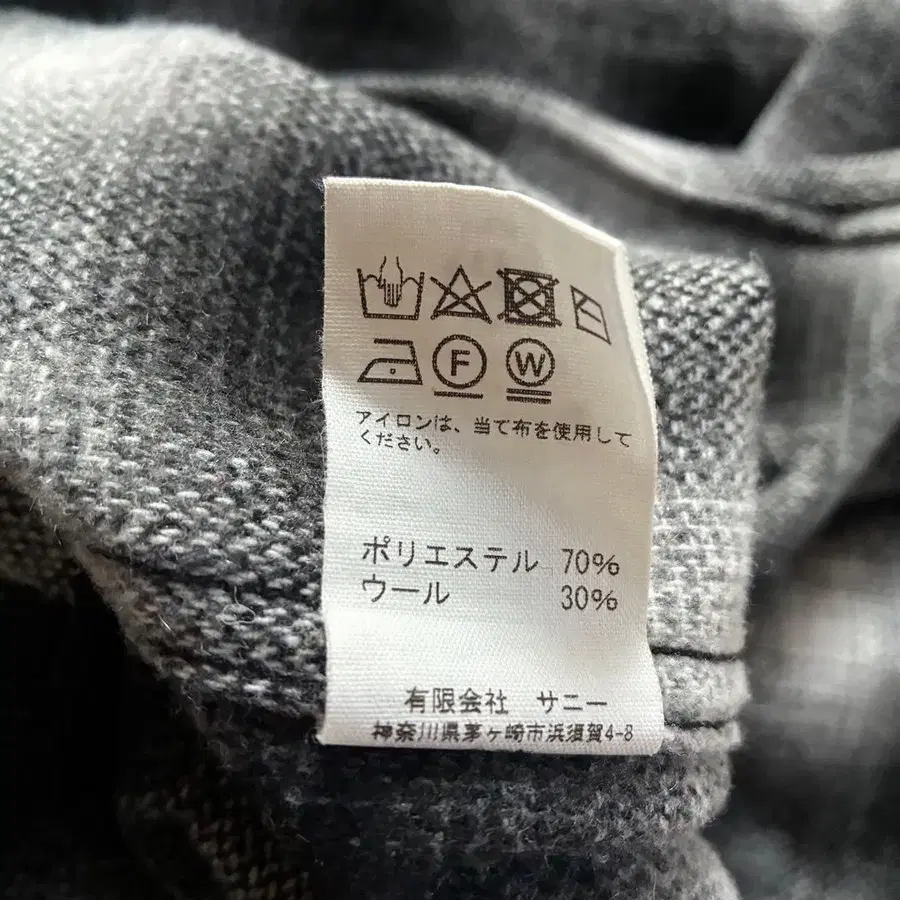 F W
アイロンは、当て布を使用して
ください。
ポリエステル 70%
ウール 30%
有限会社 サニー
神奈川県茅ヶ崎市浜須賀4-8